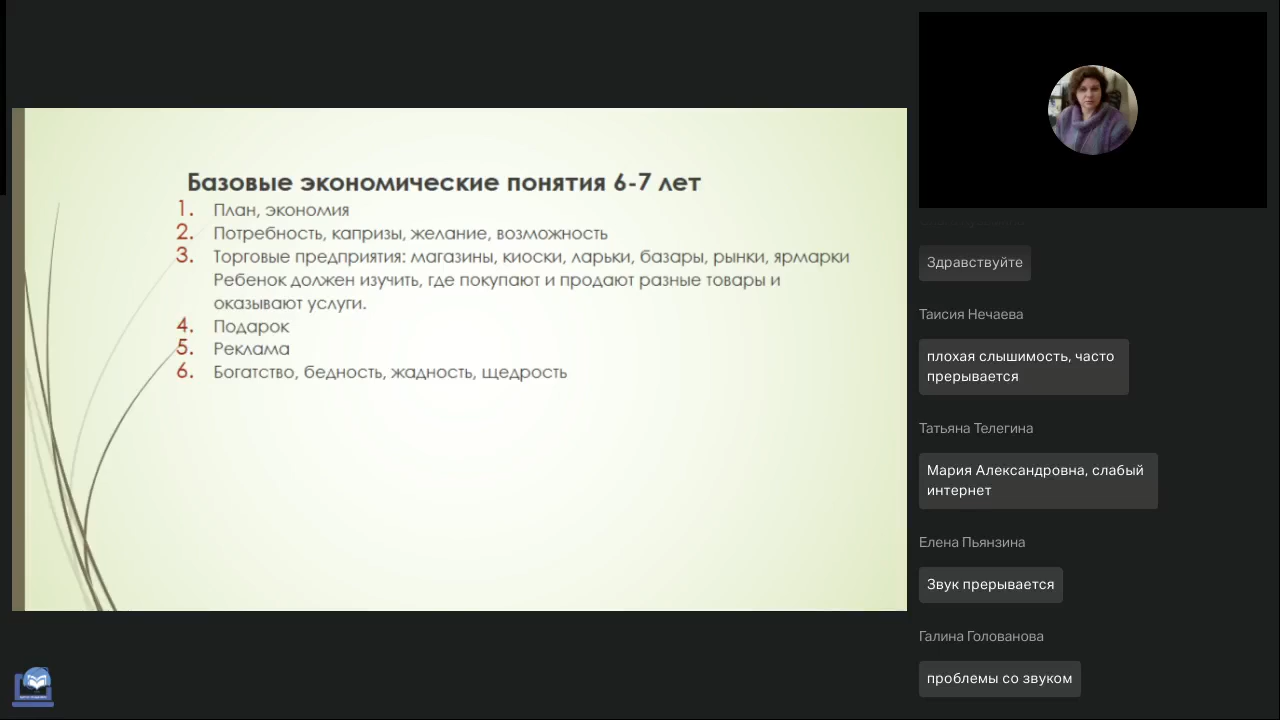 Базовые экономические понятия 6-7 лет
1. План, экономия
2. Потребность, капризы, желание, возможность
3. Торговые предприятия: магазины, киоски, ларьки, базары, рынки, ярмарки
Ребенок должен изучить, где покупают и продают разные товары и
оказывают услуги.
4. Подарок
5. Реклама
6. Богатство, бедность, жадность, щедрость
Здравствуйте
Таисия Нечаева
плохая слышимость, часто
прерывается
Татьяна Телегина
Мария Александровна, слабый
интернет
Елена Пьянзина
Звук прерывается
Галина Голованова
проблемы со звуком